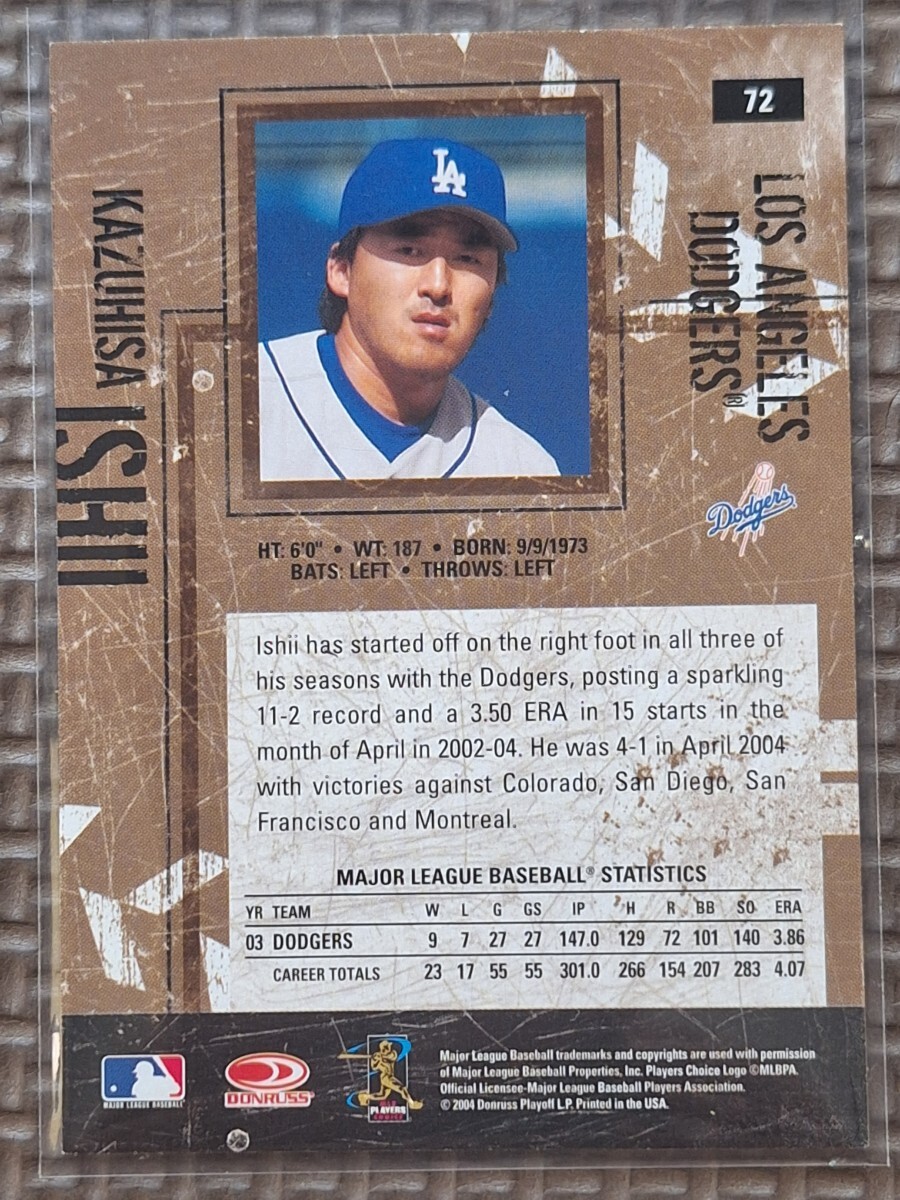 72
LOS ANGELES
DODGERS®
Dodgers
KAZUHISA ISHII
LA
HT: 6'0" • WT: 187 • BORN: 9/9/1973
BATS: LEFT • THROWS: LEFT
Ishii has started off on the right foot in all three of
his seasons with the Dodgers, posting a sparkling
11-2 record and a 3.50 ERA in 15 starts in the
month of April in 2002-04. He was 4-1 in April 2004
with victories against Colorado, San Diego, San
Francisco and Montreal.
MAJOR LEAGUE BASEBALL® STATISTICS
YR TEAM W L G GS IP H R BB SO ERA
03 DODGERS 9 7 27 27 147.0 129 72 101 140 3.86
CAREER TOTALS 23 17 55 55 301.0 266 154 207 283 4.07
MAJOR LEAGUE BASEBALL
DONRUSS
PLAYERS
CHOICE
Major League Baseball trademarks and copyrights are used with permission
of Major League Baseball Properties, Inc. Players Choice Logo ©MLBPA.
Official Licensee-Major League Baseball Players Association.
© 2004 Donruss Playoff L.P. Printed in the USA.